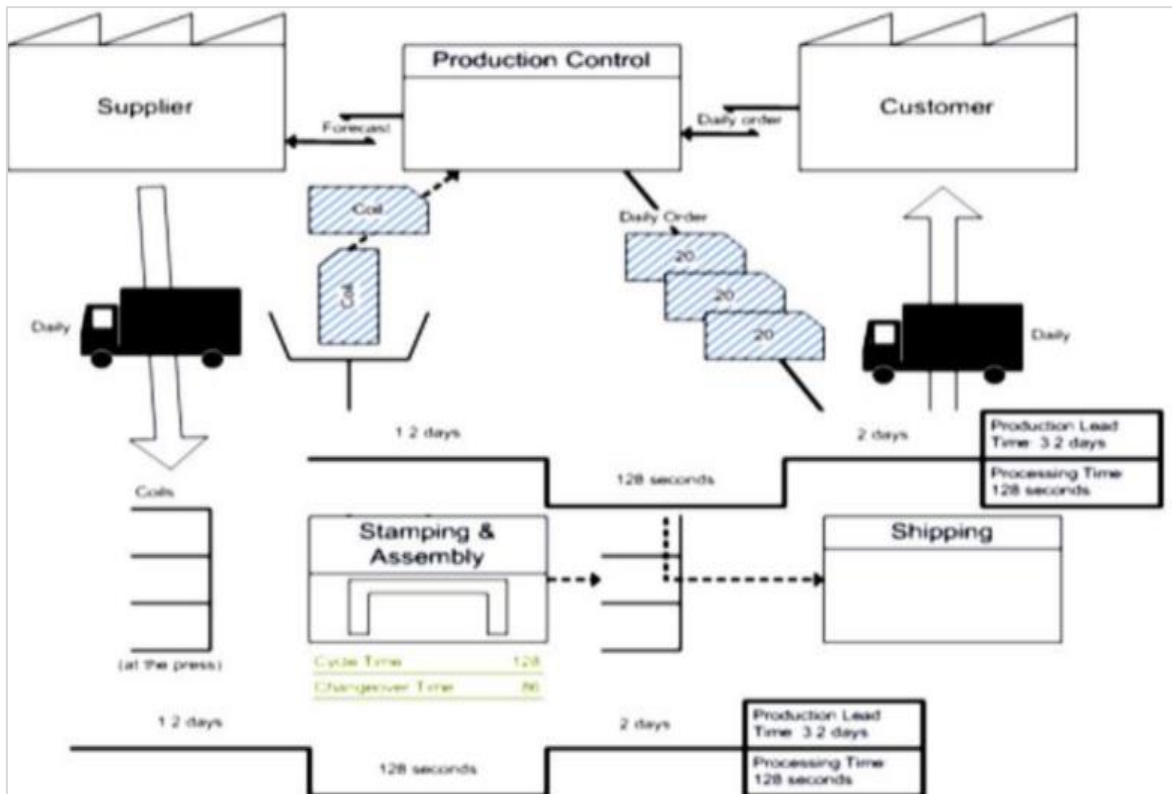 Production Control
Supplier
Customer
Forecast
Daily order
Coil
Daily Order
20
Coil
20
20
Daily
Daily
1.2 days
2 days
Production Lead
Time 3.2 days
128 seconds
Processing Time
128 seconds
Coils
Stamping &
Assembly
Shipping
(at the press)
Cycle Time 128
Changeover Time 86
1.2 days
2 days
Production Lead
Time 3.2 days
128 seconds
Processing Time
128 seconds